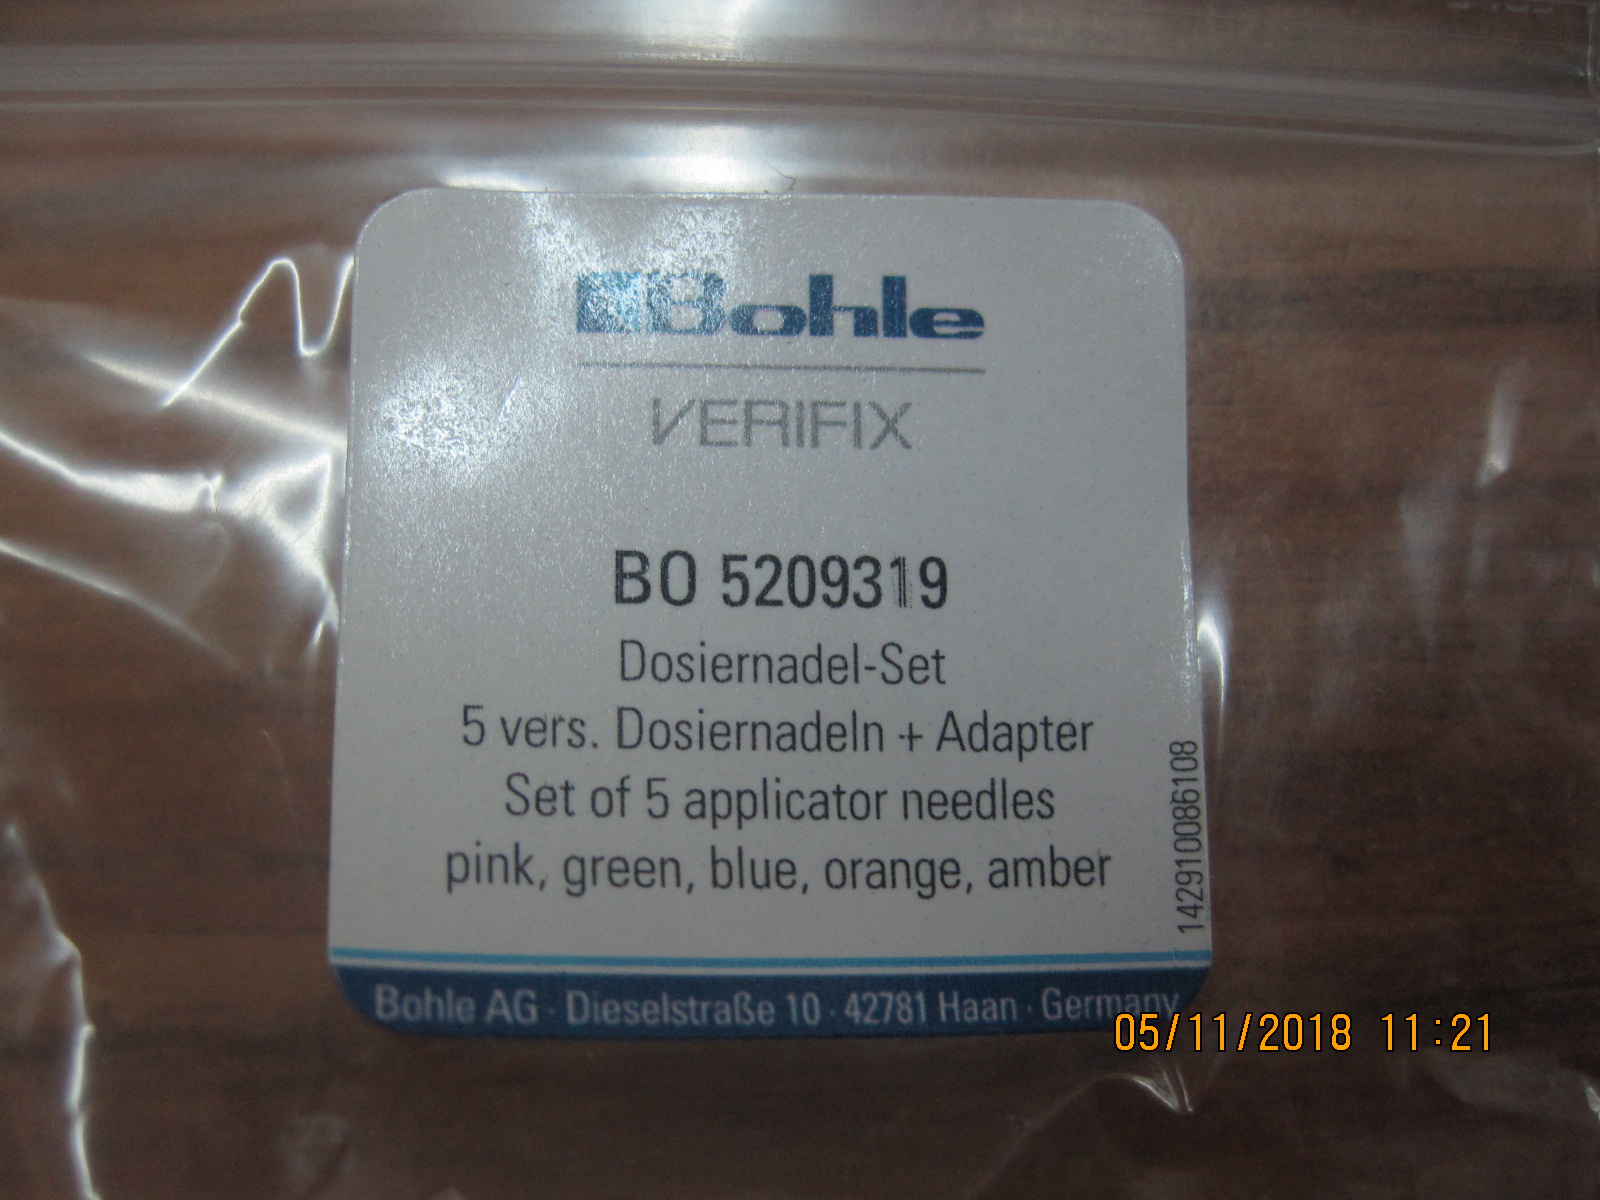 Bohle
VERIFIX
BO 5209319
Dosiernadel-Set
5 vers. Dosiernadeln + Adapter
Set of 5 applicator needles
pink, green, blue, orange, amber
142910086108
Bohle AG · Dieselstraße 10 · 42781 Haan · Germany
05/11/2018 11:21